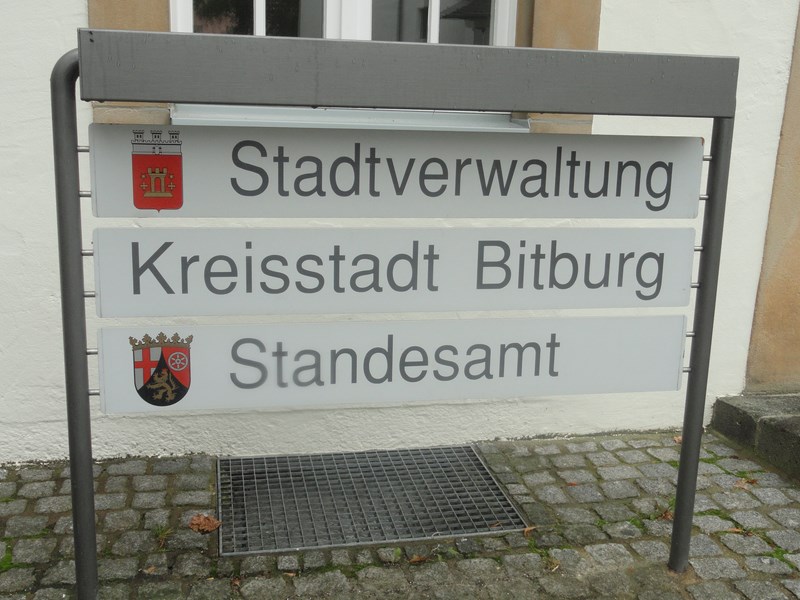 Stadtverwaltung
Kreisstadt Bitburg
Standesamt